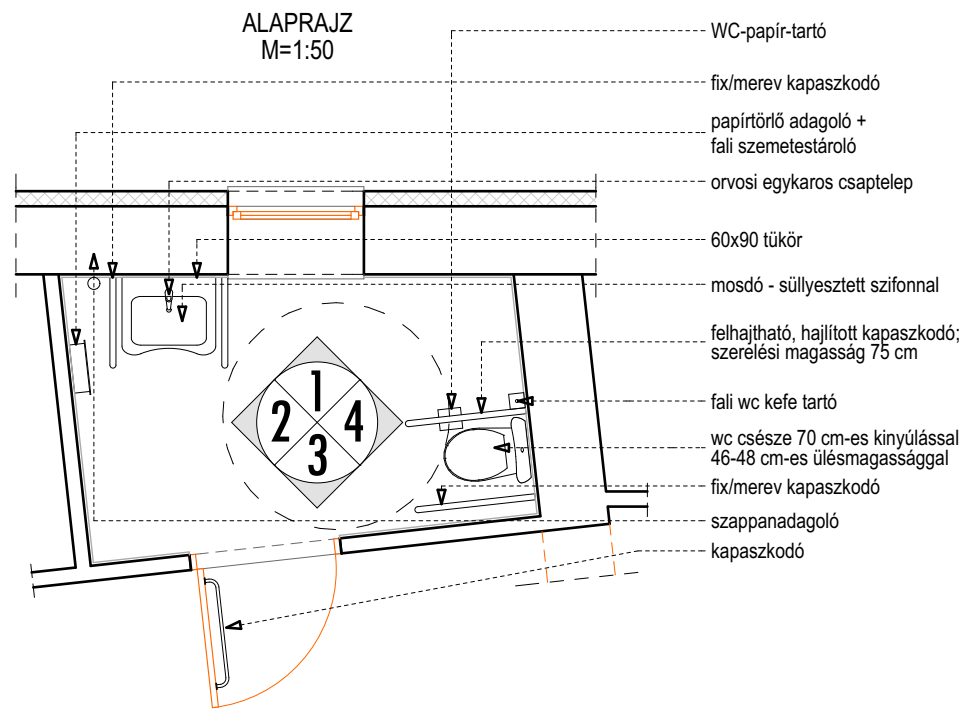 ALAPRAJZ
M=1:50
WC-papír-tartó
fix/merev kapaszkodó
papírtörlő adagoló +
fali szemetestároló
orvosi egykaros csaptelep
60x90 tükör
mosdó - süllyesztett szifonnal
felhajtható, hajlított kapaszkodó;
szerelési magasság 75 cm
fali wc kefe tartó
wc csésze 70 cm-es kinyúlással
46-48 cm-es ülésmagassággal
fix/merev kapaszkodó
szappanadagoló
kapaszkodó
1
2
4
3